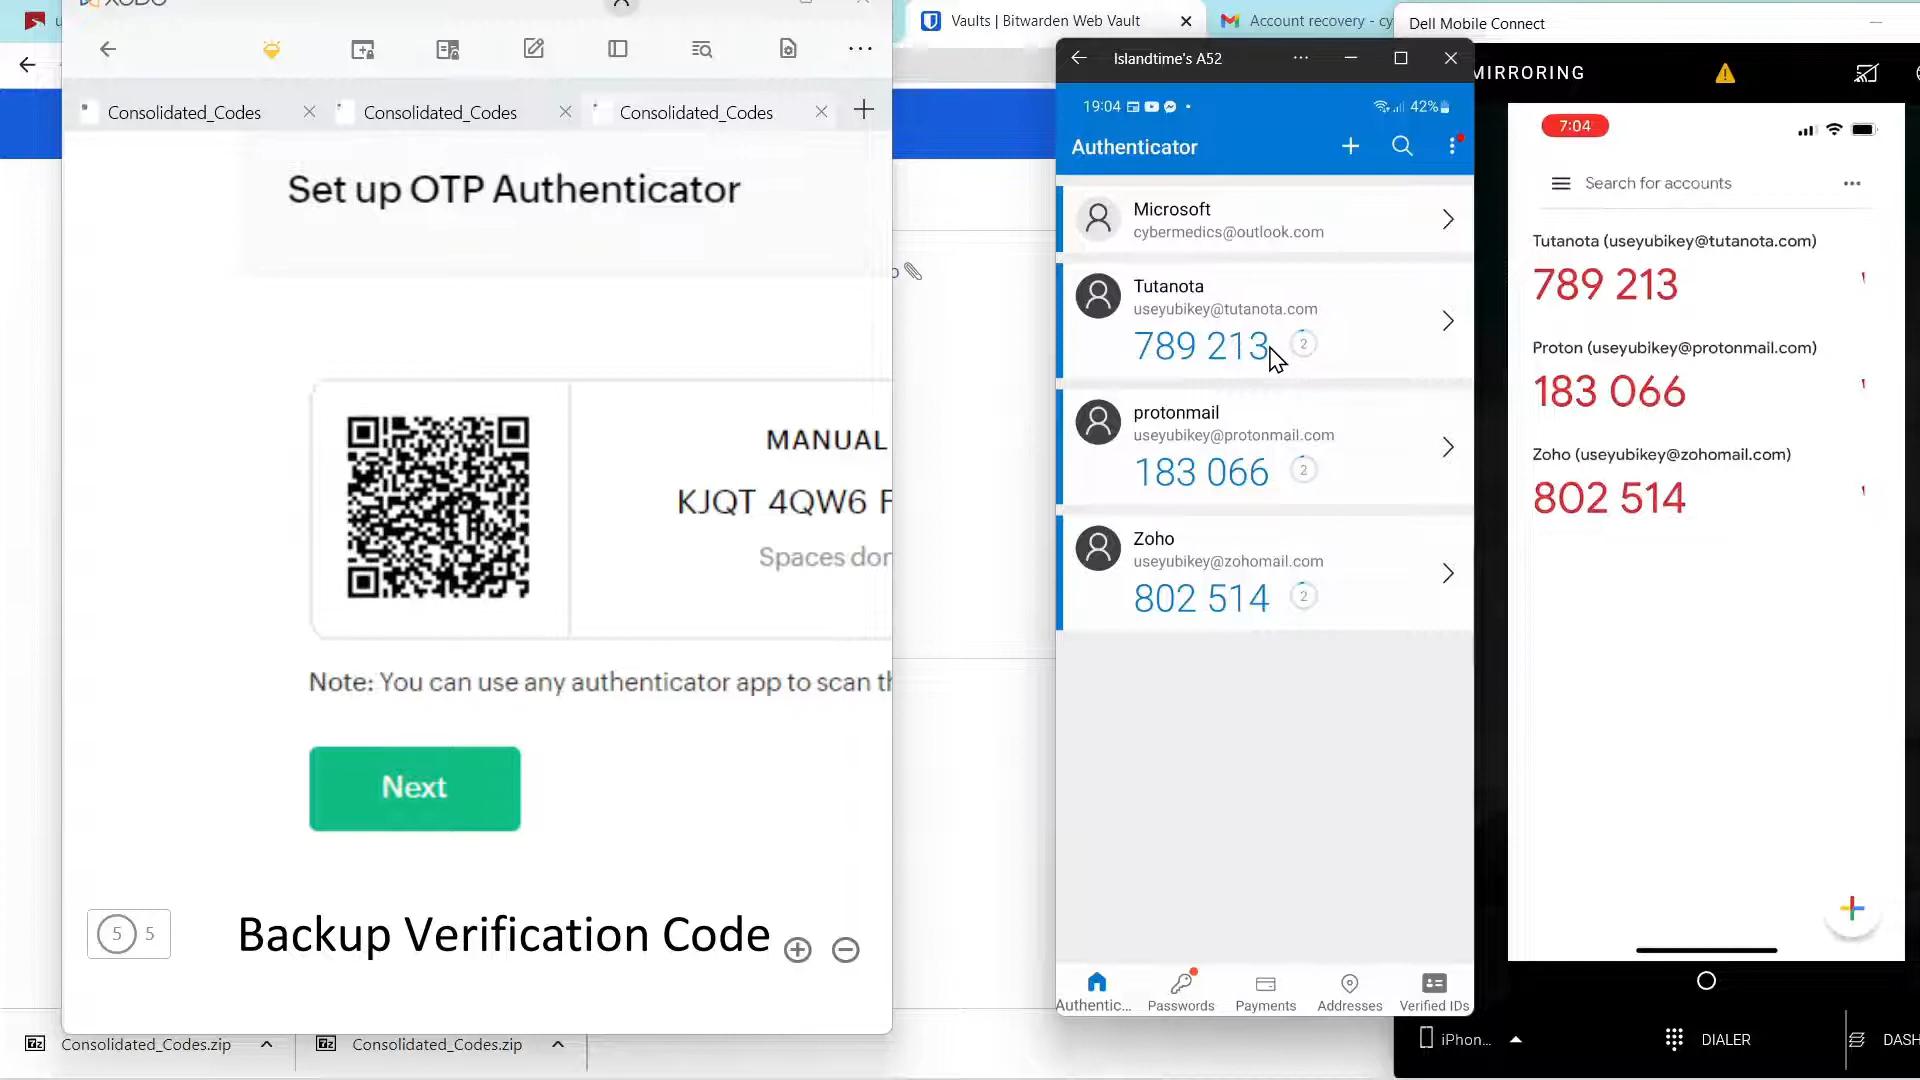 XODO
Vaults | Bitwarden Web Vault
Account recovery - cy
Dell Mobile Connect
Consolidated_Codes
Consolidated_Codes
Consolidated_Codes
Set up OTP Authenticator
MANUAL
KJQT 4QW6 F
Spaces don
Note: You can use any authenticator app to scan th
Next
5 5
Backup Verification Code
Consolidated_Codes.zip
Consolidated_Codes.zip
Islandtime's A52
19:04
42%
Authenticator
Microsoft
cybermedics@outlook.com
Tutanota
useyubikey@tutanota.com
789 213
2
protonmail
useyubikey@protonmail.com
183 066
2
Zoho
useyubikey@zohomail.com
802 514
2
Authentic...
Passwords
Payments
Addresses
Verified IDs
MIRRORING
7:04
Search for accounts
Tutanota (useyubikey@tutanota.com)
789 213
Proton (useyubikey@protonmail.com)
183 066
Zoho (useyubikey@zohomail.com)
802 514
iPhon...
DIALER
DASH